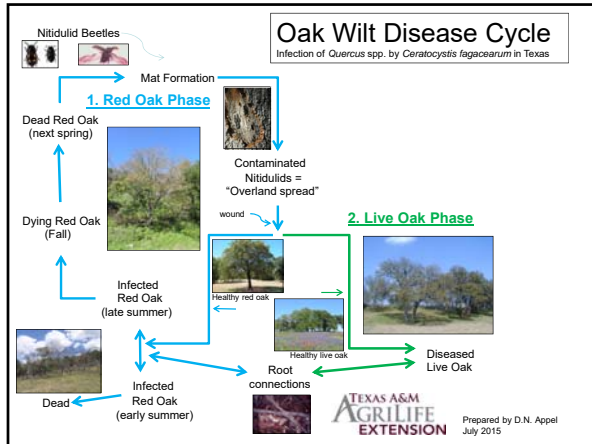 Oak Wilt Disease Cycle
Infection of Quercus spp. by Ceratocystis fagacearum in Texas
Nitidulid Beetles
Mat Formation
1. Red Oak Phase
Dead Red Oak
(next spring)
Contaminated
Nitidulids =
“Overland spread”
wound
2. Live Oak Phase
Dying Red Oak
(Fall)
Healthy red oak
Infected
Red Oak
(late summer)
Healthy live oak
Diseased
Live Oak
Root
connections
Infected
Red Oak
(early summer)
Dead
TEXAS A&M
AGRILIFE
EXTENSION
Prepared by D.N. Appel
July 2015